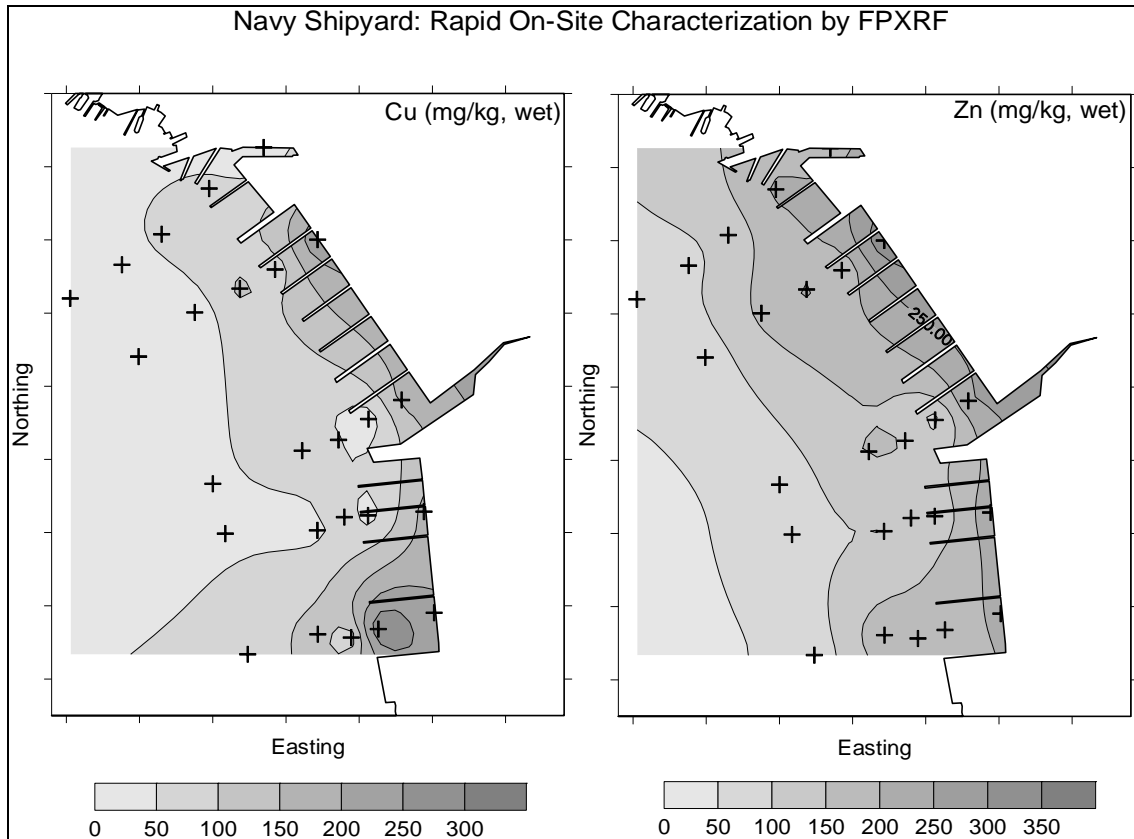 Navy Shipyard: Rapid On-Site Characterization by FPXRF
Cu (mg/kg, wet)
Zn (mg/kg, wet)
250.00
Northing
Northing
Easting
Easting
0 50 100 150 200 250 300
0 50 100 150 200 250 300 350